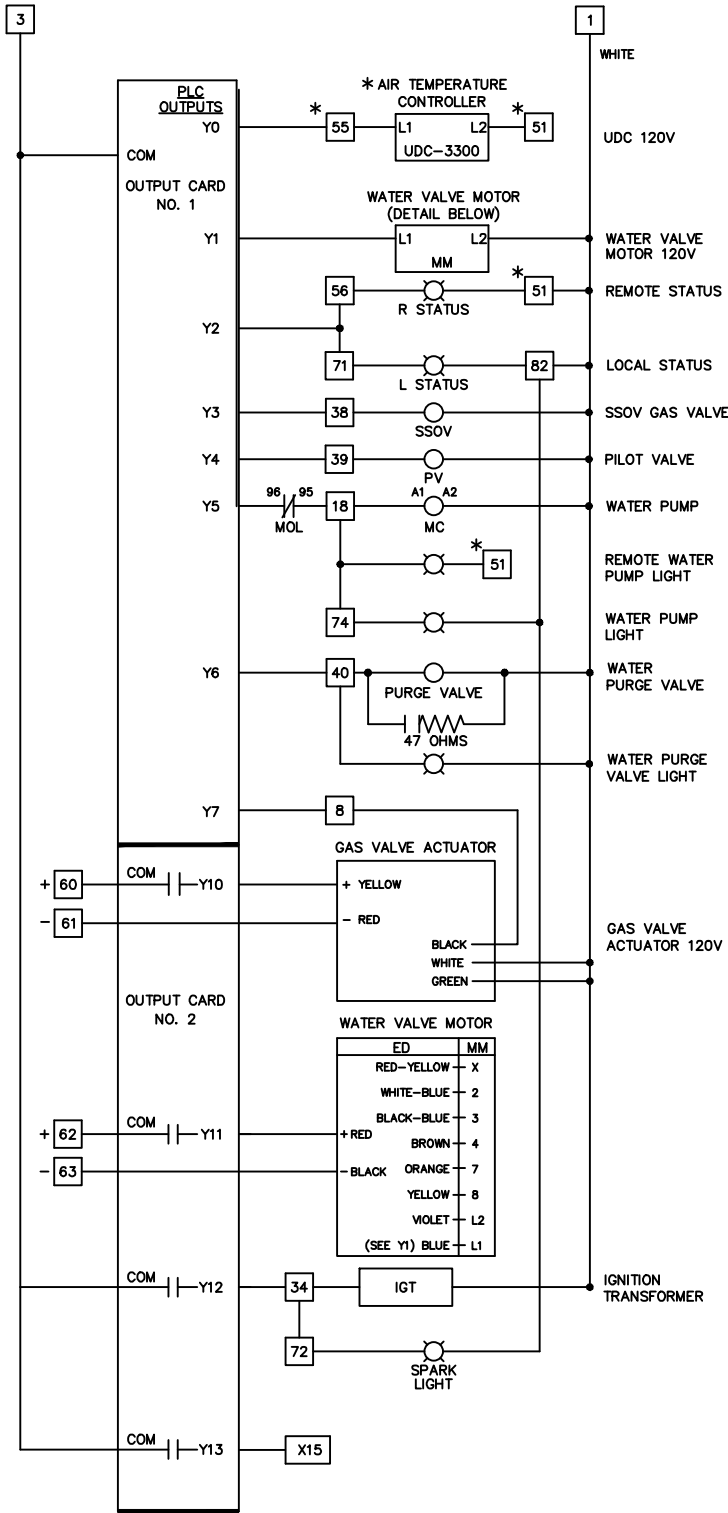 3
1
WHITE
PLC
OUTPUTS
Y0
*
55
* AIR TEMPERATURE
CONTROLLER
L1 L2
UDC-3300
*
51
UDC 120V
COM
OUTPUT CARD
NO. 1
WATER VALVE MOTOR
(DETAIL BELOW)
Y1
L1 L2
MM
WATER VALVE
MOTOR 120V
56
R STATUS
*
51
REMOTE STATUS
Y2
71
L STATUS
82
LOCAL STATUS
Y3
38
SSOV
SSOV GAS VALVE
Y4
39
PV
PILOT VALVE
Y5
96 95
MOL
18
A1 A2
MC
WATER PUMP
*
51
REMOTE WATER
PUMP LIGHT
74
WATER PUMP
LIGHT
Y6
40
PURGE VALVE
WATER
PURGE VALVE
47 OHMS
WATER PURGE
VALVE LIGHT
Y7
8
GAS VALVE ACTUATOR
+ 60
COM
Y10
+ YELLOW
- 61
- RED
BLACK
WHITE
GREEN
GAS VALVE
ACTUATOR 120V
OUTPUT CARD
NO. 2
WATER VALVE MOTOR
ED MM
RED-YELLOW X
WHITE-BLUE 2
BLACK-BLUE 3
+ 62
COM
Y11
+RED
BROWN 4
- 63
-BLACK
ORANGE 7
YELLOW 8
VIOLET L2
(SEE Y1) BLUE L1
COM
Y12
34
IGT
IGNITION
TRANSFORMER
72
SPARK
LIGHT
COM
Y13
X15